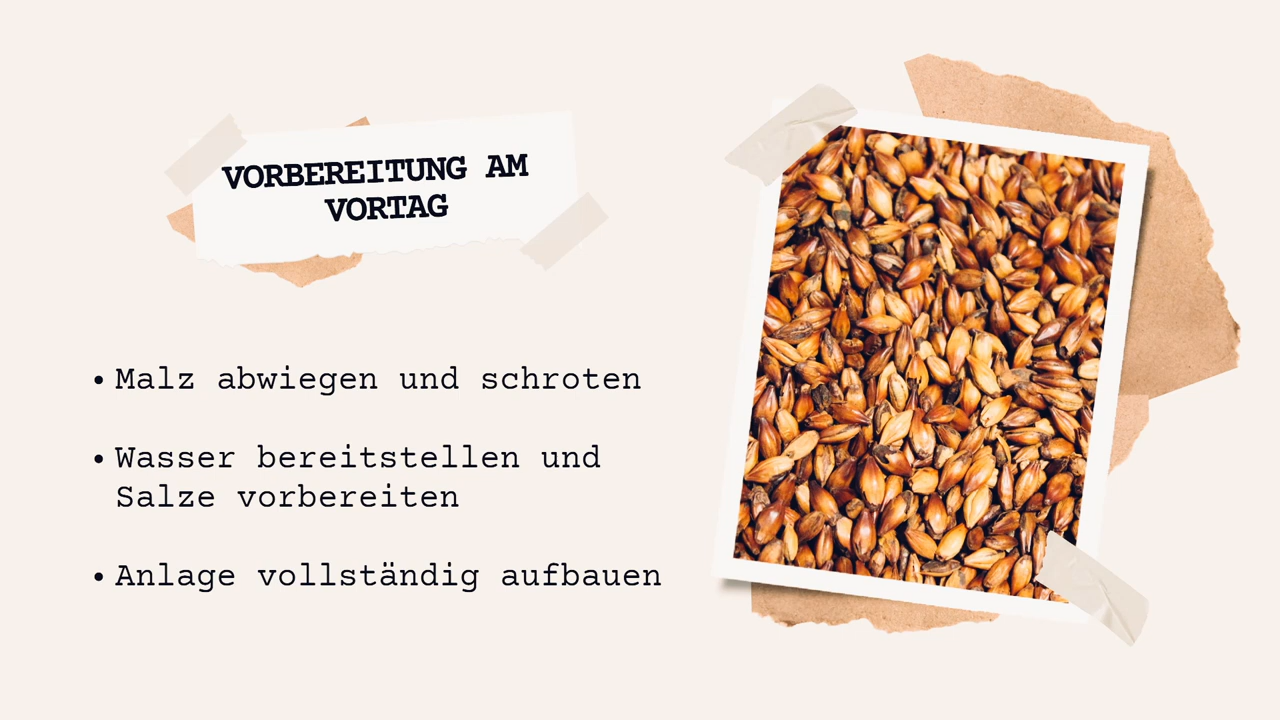 VORBEREITUNG AM
VORTAG
• Malz abwiegen und schroten
• Wasser bereitstellen und
Salze vorbereiten
• Anlage vollständig aufbauen